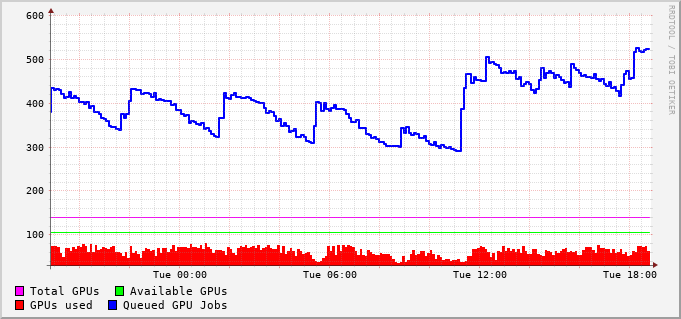 600
500
400
300
200
100
Tue 00:00 Tue 06:00 Tue 12:00 Tue 18:00
Total GPUs Available GPUs
GPUs used Queued GPU Jobs
RRDTOOL / TOBI OETIKER